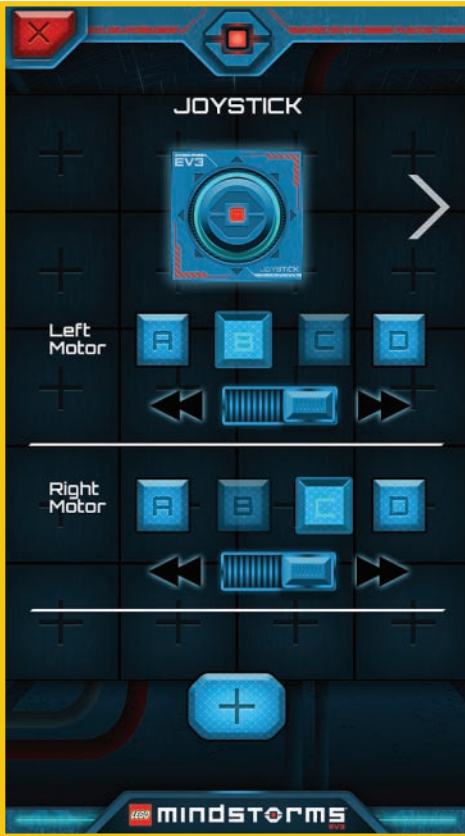 JOYSTICK
EV3
JOYSTICK
Left
Motor
A B C D
Right
Motor
A B C D
LEGO mindstorms
EV3